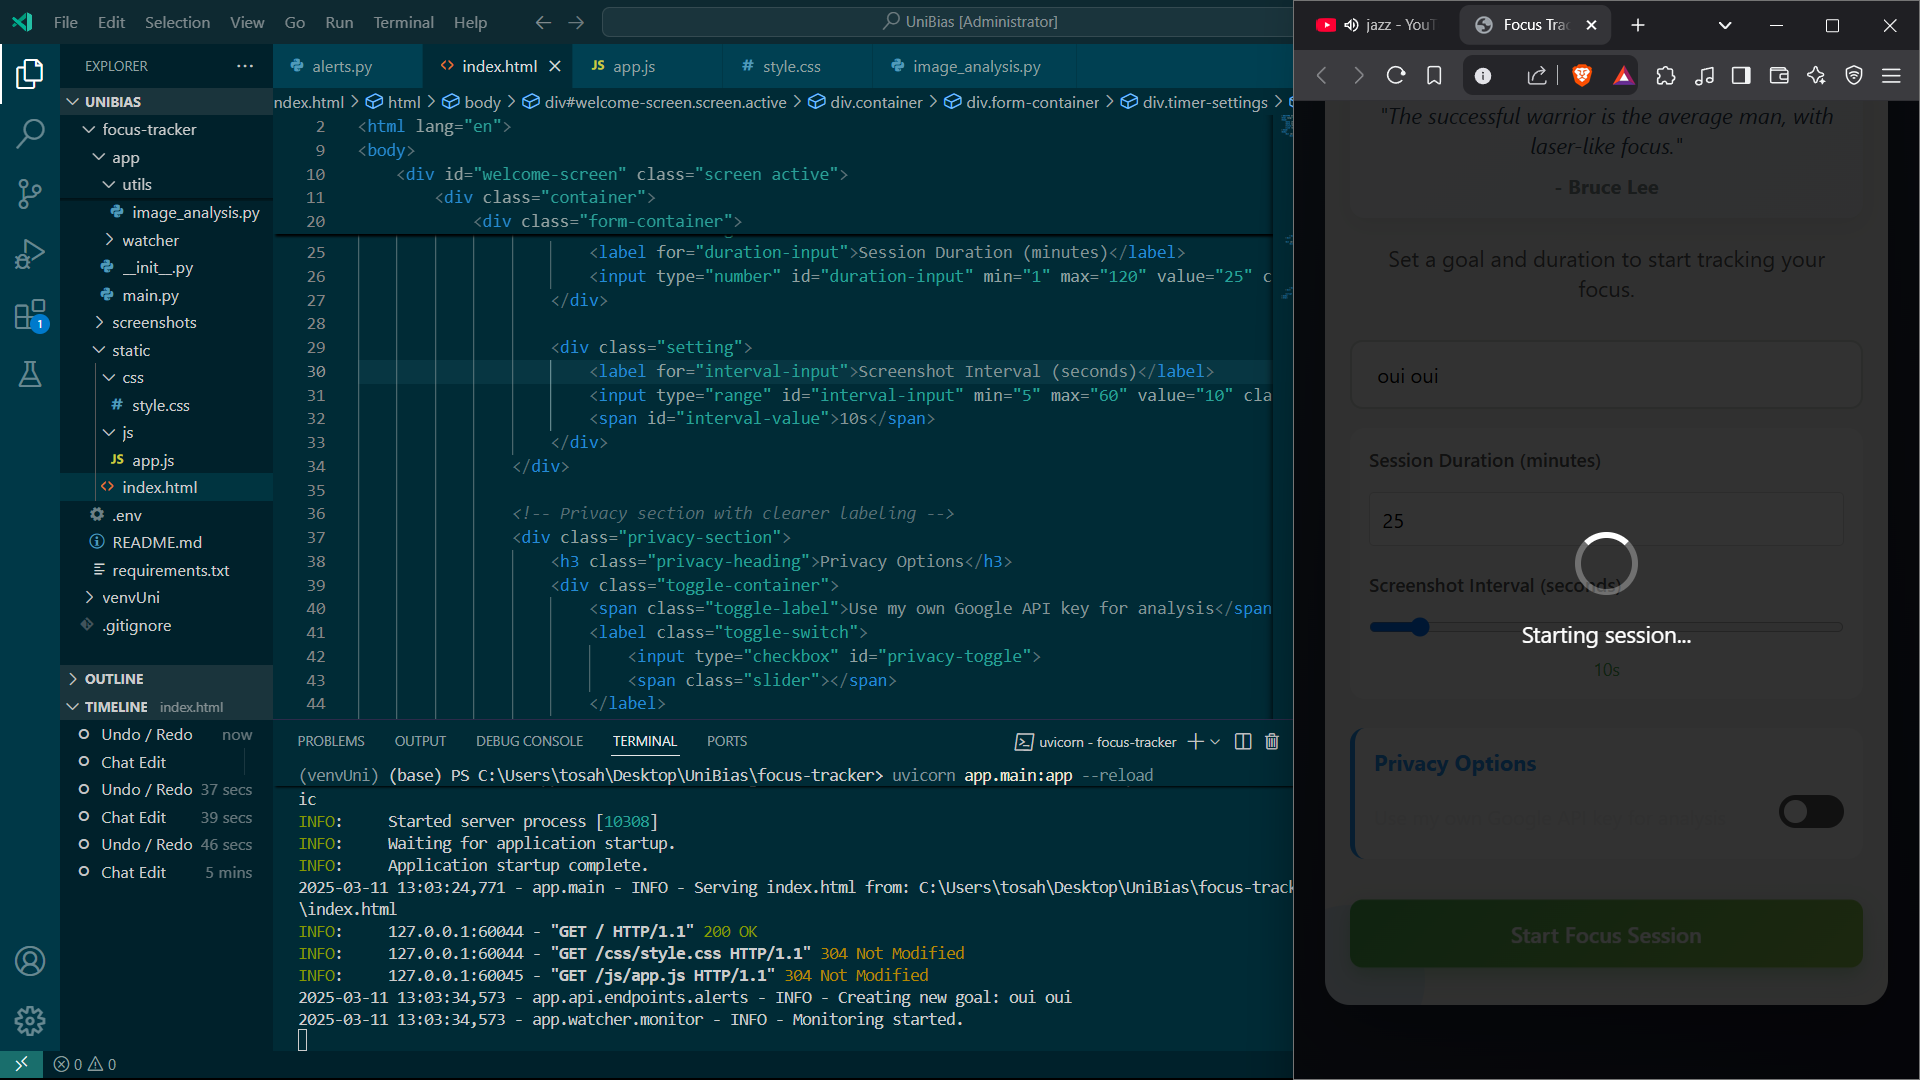 File Edit Selection View Go Run Terminal Help
UniBias [Administrator]
EXPLORER
UNIBIAS
focus-tracker
app
utils
image_analysis.py
watcher
__init__.py
main.py
screenshots
static
css
# style.css
js
JS app.js
<> index.html
.env
README.md
requirements.txt
venvUni
.gitignore
OUTLINE
TIMELINE index.html
Undo / Redo now
Chat Edit
Undo / Redo 37 secs
Chat Edit 39 secs
Undo / Redo 46 secs
Chat Edit 5 mins
alerts.py
<> index.html
JS app.js
# style.css
image_analysis.py
ndex.html > html > body > div#welcome-screen.screen.active > div.container > div.form-container > div.timer-settings >
2 <html lang="en">
9 <body>
10 <div id="welcome-screen" class="screen active">
11 <div class="container">
20 <div class="form-container">
25 <label for="duration-input">Session Duration (minutes)</label>
26 <input type="number" id="duration-input" min="1" max="120" value="25" c
27 </div>
28
29 <div class="setting">
30 <label for="interval-input">Screenshot Interval (seconds)</label>
31 <input type="range" id="interval-input" min="5" max="60" value="10" cla
32 <span id="interval-value">10s</span>
33 </div>
34 </div>
35
36 <!-- Privacy section with clearer labeling -->
37 <div class="privacy-section">
38 <h3 class="privacy-heading">Privacy Options</h3>
39 <div class="toggle-container">
40 <span class="toggle-label">Use my own Google API key for analysis</span
41 <label class="toggle-switch">
42 <input type="checkbox" id="privacy-toggle">
43 <span class="slider"></span>
44 </label>
PROBLEMS OUTPUT DEBUG CONSOLE TERMINAL PORTS
uvicorn - focus-tracker
(venvUni) (base) PS C:\Users\tosah\Desktop\UniBias\focus-tracker> uvicorn app.main:app --reload
ic
INFO: Started server process [10308]
INFO: Waiting for application startup.
INFO: Application startup complete.
2025-03-11 13:03:24,771 - app.main - INFO - Serving index.html from: C:\Users\tosah\Desktop\UniBias\focus-track
\index.html
INFO: 127.0.0.1:60044 - "GET / HTTP/1.1" 200 OK
INFO: 127.0.0.1:60044 - "GET /css/style.css HTTP/1.1" 304 Not Modified
INFO: 127.0.0.1:60045 - "GET /js/app.js HTTP/1.1" 304 Not Modified
2025-03-11 13:03:34,573 - app.api.endpoints.alerts - INFO - Creating new goal: oui oui
2025-03-11 13:03:34,573 - app.watcher.monitor - INFO - Monitoring started.
1
0 0
jazz - YouT
Focus Trac
"The successful warrior is the average man, with
laser-like focus."
- Bruce Lee
Set a goal and duration to start tracking your
focus.
oui oui
Session Duration (minutes)
25
Screenshot Interval (seconds)
Starting session...
10s
Privacy Options
Start Focus Session